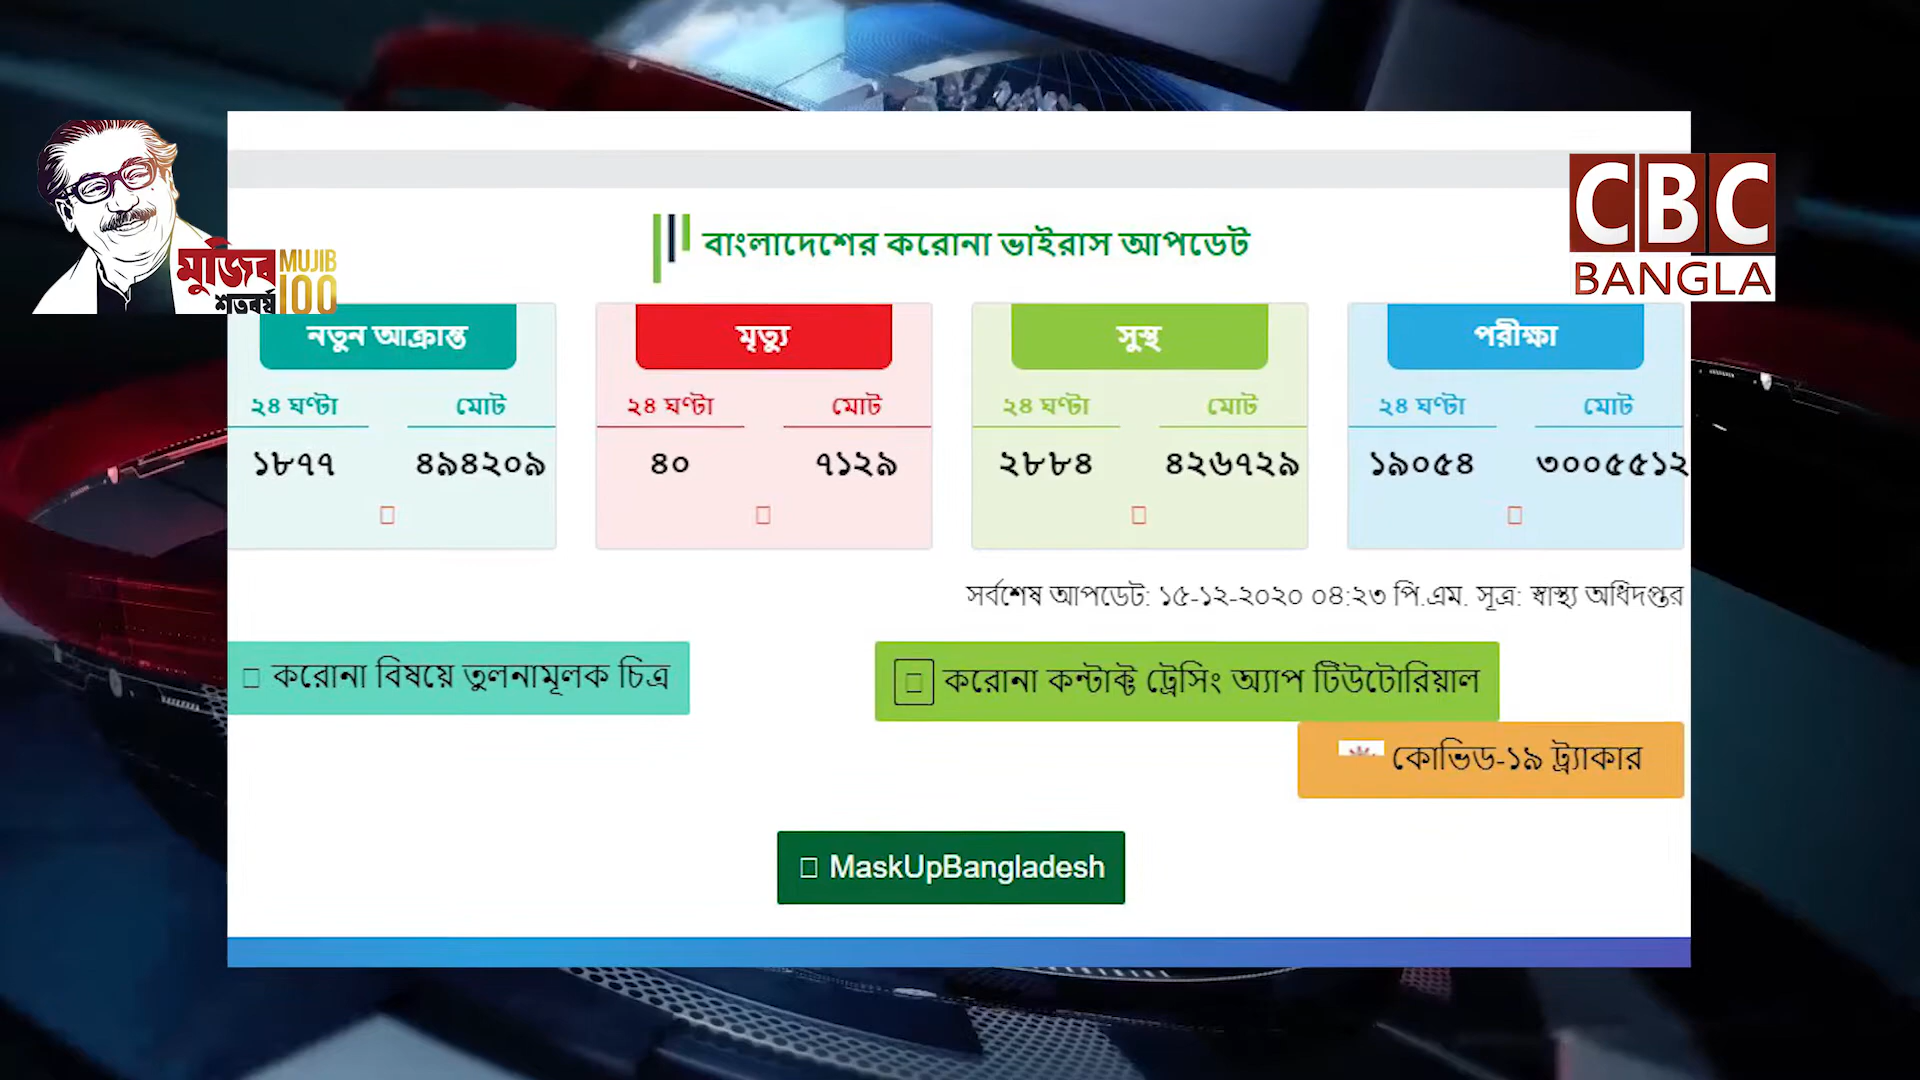 CBC
BANGLA
মুজিব
শতবর্ষ
MUJIB
100
বাংলাদেশের করোনা ভাইরাস আপডেট
নতুন আক্রান্ত মৃত্যু সুস্থ পরীক্ষা
২৪ ঘণ্টা মোট ২৪ ঘণ্টা মোট ২৪ ঘণ্টা মোট ২৪ ঘণ্টা মোট
১৮৭৭ ৪৯৪২০৯ ৪০ ৭১২৯ ২৮৮৪ ৪২৬৭২৯ ১৯০৫৪ ৩০০৫৫১২
সর্বশেষ আপডেট: ১৫-১২-২০২০ ০৪:২৩ পি.এম. সূত্র: স্বাস্থ্য অধিদপ্তর
করোনা বিষয়ে তুলনামূলক চিত্র
করোনা কন্টাক্ট ট্রেসিং অ্যাপ টিউটোরিয়াল
কোভিড-১৯ ট্র্যাকার
MaskUpBangladesh